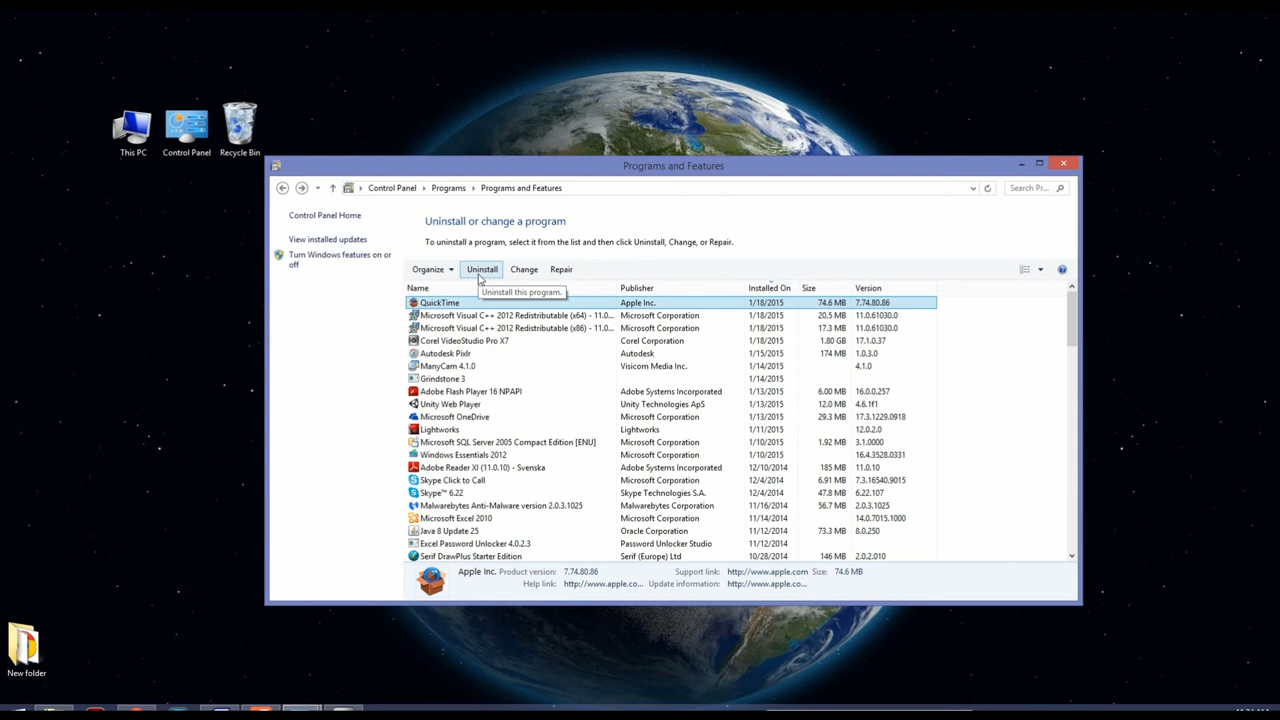 This PC
Control Panel
Recycle Bin
Programs and Features
Control Panel
Programs
Programs and Features
Search Pr...
Control Panel Home
View installed updates
Turn Windows features on or off
Uninstall or change a program
To uninstall a program, select it from the list and then click Uninstall, Change, or Repair.
Organize Uninstall Change Repair
Uninstall this program.
Name Publisher Installed On Size Version
QuickTime Apple Inc. 1/18/2015 74.6 MB 7.74.80.86
Microsoft Visual C++ 2012 Redistributable (x64) - 11.0... Microsoft Corporation 1/18/2015 20.5 MB 11.0.61030.0
Microsoft Visual C++ 2012 Redistributable (x86) - 11.0... Microsoft Corporation 1/18/2015 17.3 MB 11.0.61030.0
Corel VideoStudio Pro X7 Corel Corporation 1/18/2015 1.80 GB 17.1.0.37
Autodesk Pixlr Autodesk 1/15/2015 174 MB 1.0.3.0
ManyCam 4.1.0 Visicom Media Inc. 1/14/2015 4.1.0
Grindstone 3 1/14/2015
Adobe Flash Player 16 NPAPI Adobe Systems Incorporated 1/13/2015 6.00 MB 16.0.0.257
Unity Web Player Unity Technologies ApS 1/13/2015 12.0 MB 4.6.1f1
Microsoft OneDrive Microsoft Corporation 1/13/2015 29.3 MB 17.3.1229.0918
Lightworks Lightworks 1/11/2015 12.0.2.0
Microsoft SQL Server 2005 Compact Edition [ENU] Microsoft Corporation 1/10/2015 1.92 MB 3.1.0000
Windows Essentials 2012 Microsoft Corporation 1/10/2015 16.4.3528.0331
Adobe Reader XI (11.0.10) - Svenska Adobe Systems Incorporated 12/10/2014 185 MB 11.0.10
Skype Click to Call Microsoft Corporation 12/4/2014 6.91 MB 7.3.16540.9015
Skype™ 6.22 Skype Technologies S.A. 12/4/2014 47.8 MB 6.22.107
Malwarebytes Anti-Malware version 2.0.3.1025 Malwarebytes Corporation 11/16/2014 56.7 MB 2.0.3.1025
Microsoft Excel 2010 Microsoft Corporation 11/14/2014 14.0.7015.1000
Java 8 Update 25 Oracle Corporation 11/12/2014 73.3 MB 8.0.250
Excel Password Unlocker 4.0.2.3 Password Unlocker Studio 11/12/2014
Serif DrawPlus Starter Edition Serif (Europe) Ltd 10/28/2014 146 MB 2.0.2.010
Apple Inc. Product version: 7.74.80.86 Support link: http://www.apple.com Size: 74.6 MB
Help link: http://www.apple.co... Update information: http://www.apple.co...
New folder